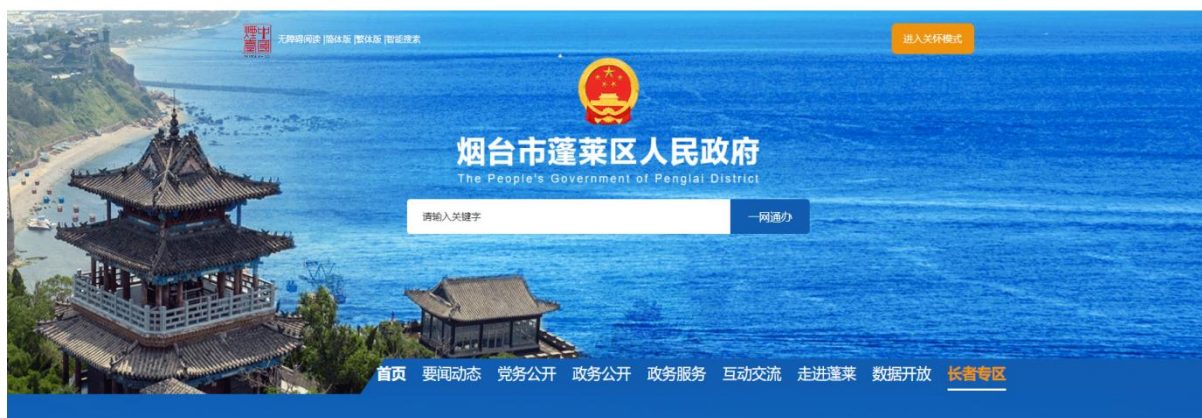 中國煙臺
无障碍阅读 |简体版 |繁体版 |智能搜索
进入关怀模式
烟台市蓬莱区人民政府
The People's Government of Penglai District
请输入关键字
一网通办
首页 要闻动态 党务公开 政务公开 政务服务 互动交流 走进蓬莱 数据开放 长者专区